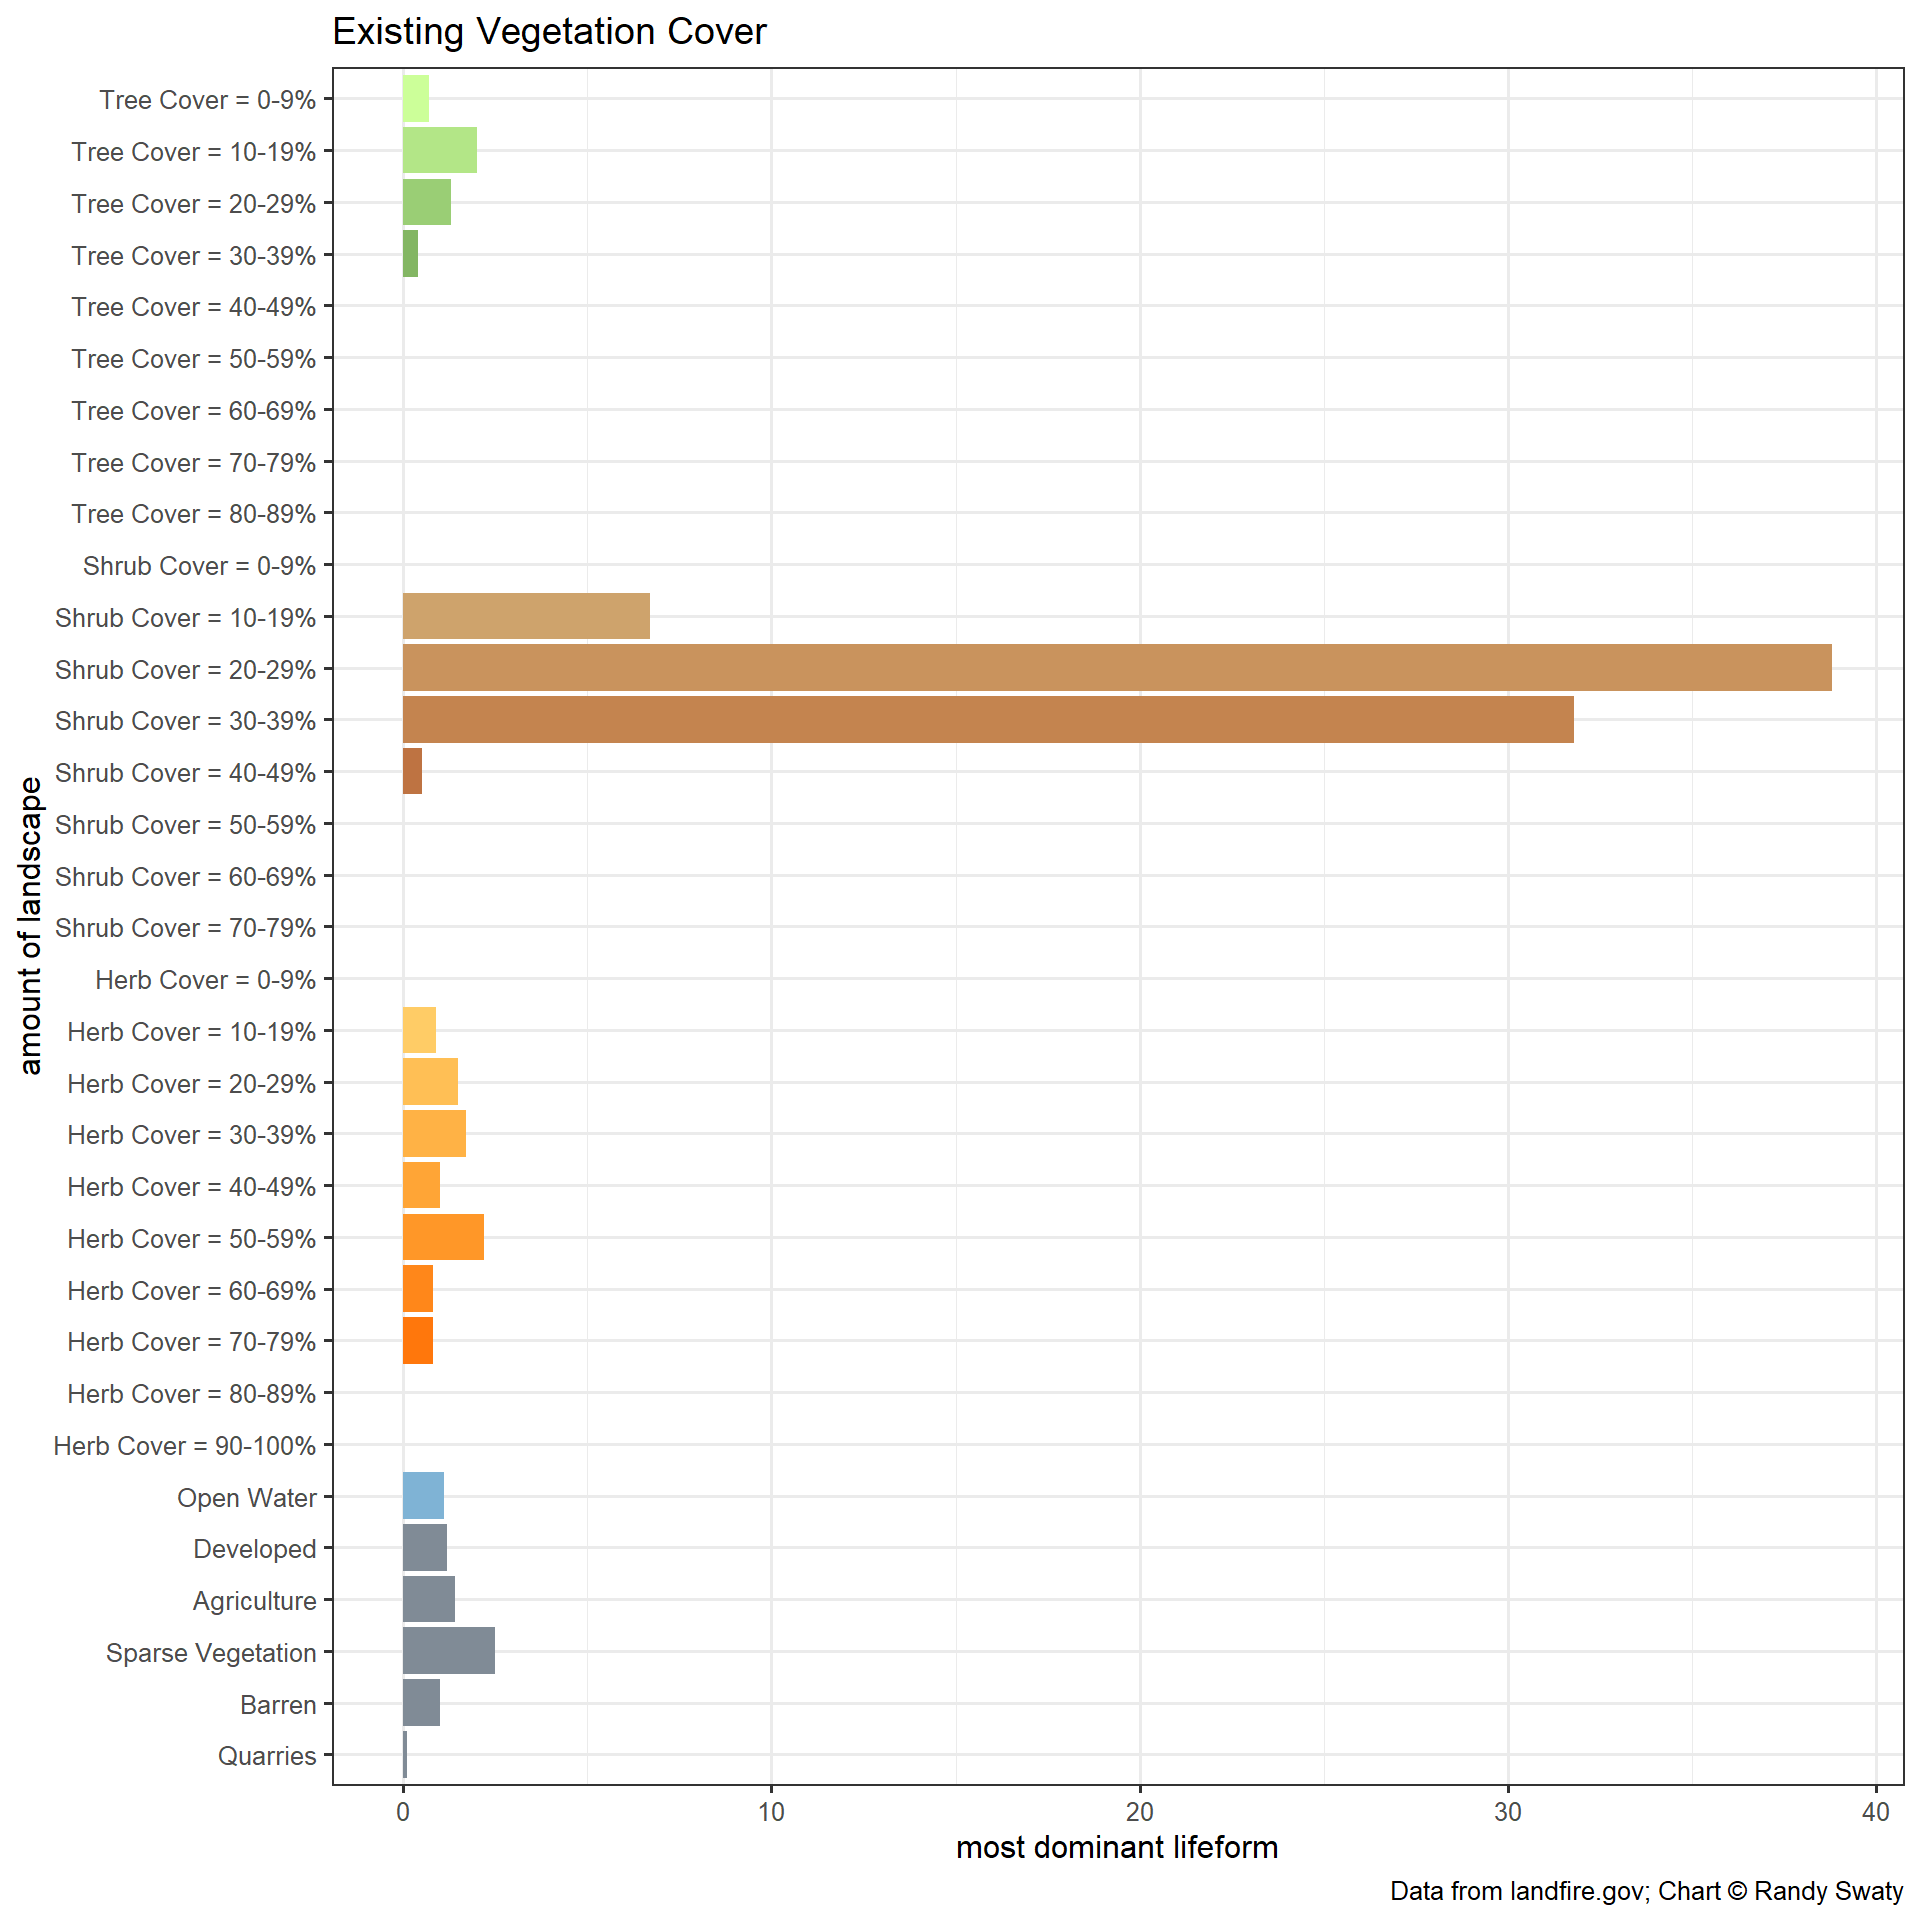 Existing Vegetation Cover
Tree Cover = 0-9%
Tree Cover = 10-19%
Tree Cover = 20-29%
Tree Cover = 30-39%
Tree Cover = 40-49%
Tree Cover = 50-59%
Tree Cover = 60-69%
Tree Cover = 70-79%
Tree Cover = 80-89%
Shrub Cover = 0-9%
Shrub Cover = 10-19%
Shrub Cover = 20-29%
Shrub Cover = 30-39%
Shrub Cover = 40-49%
Shrub Cover = 50-59%
Shrub Cover = 60-69%
Shrub Cover = 70-79%
Herb Cover = 0-9%
Herb Cover = 10-19%
Herb Cover = 20-29%
Herb Cover = 30-39%
Herb Cover = 40-49%
Herb Cover = 50-59%
Herb Cover = 60-69%
Herb Cover = 70-79%
Herb Cover = 80-89%
Herb Cover = 90-100%
Open Water
Developed
Agriculture
Sparse Vegetation
Barren
Quarries
amount of landscape
0 10 20 30 40
most dominant lifeform
Data from landfire.gov; Chart © Randy Swaty